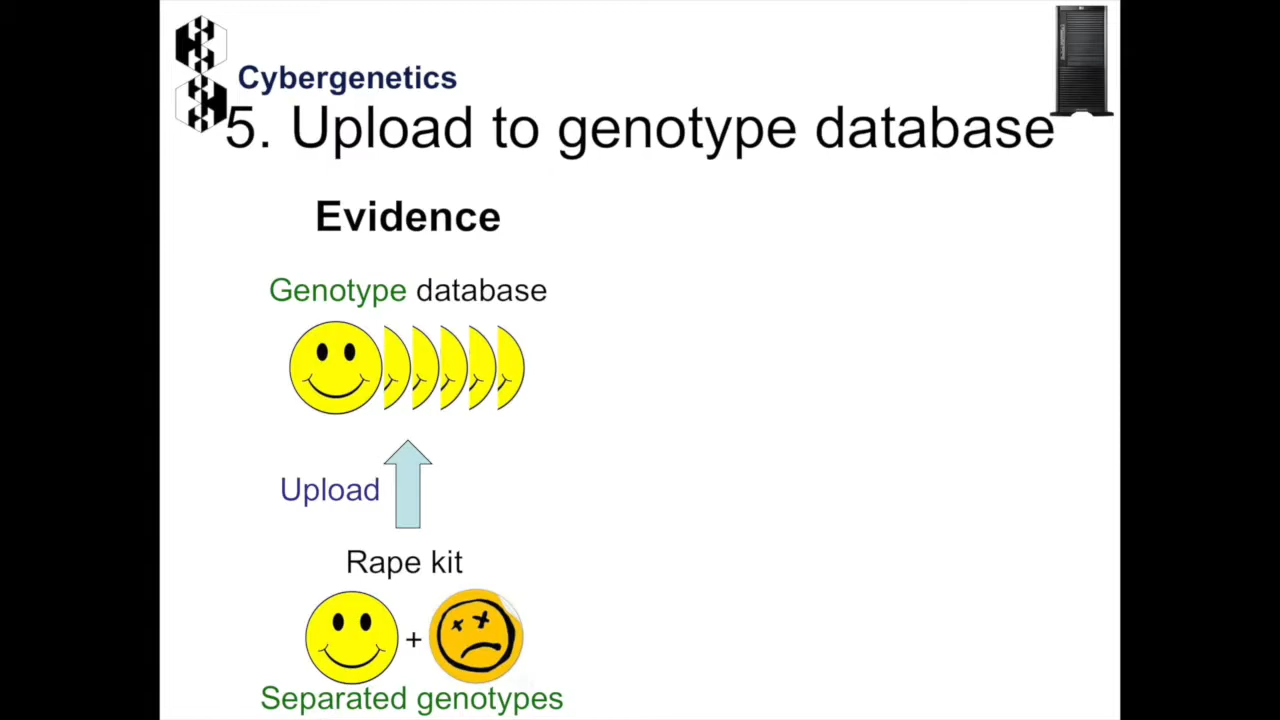 Cybergenetics
5. Upload to genotype database
Evidence
Genotype database
Upload
Rape kit
+
Separated genotypes